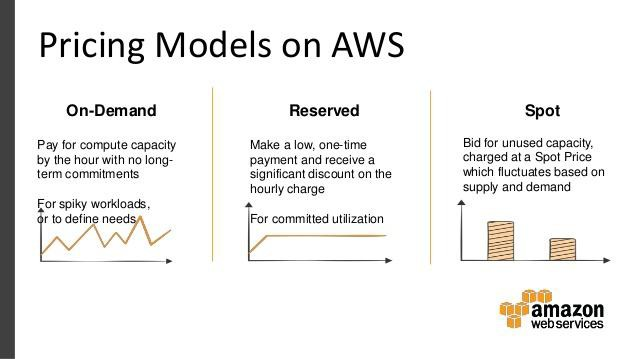 Pricing Models on AWS
On-Demand
Pay for compute capacity
by the hour with no long-
term commitments
For spiky workloads,
or to define needs
Reserved
Make a low, one-time
payment and receive a
significant discount on the
hourly charge
For committed utilization
Spot
Bid for unused capacity,
charged at a Spot Price
which fluctuates based on
supply and demand
amazon
webservices